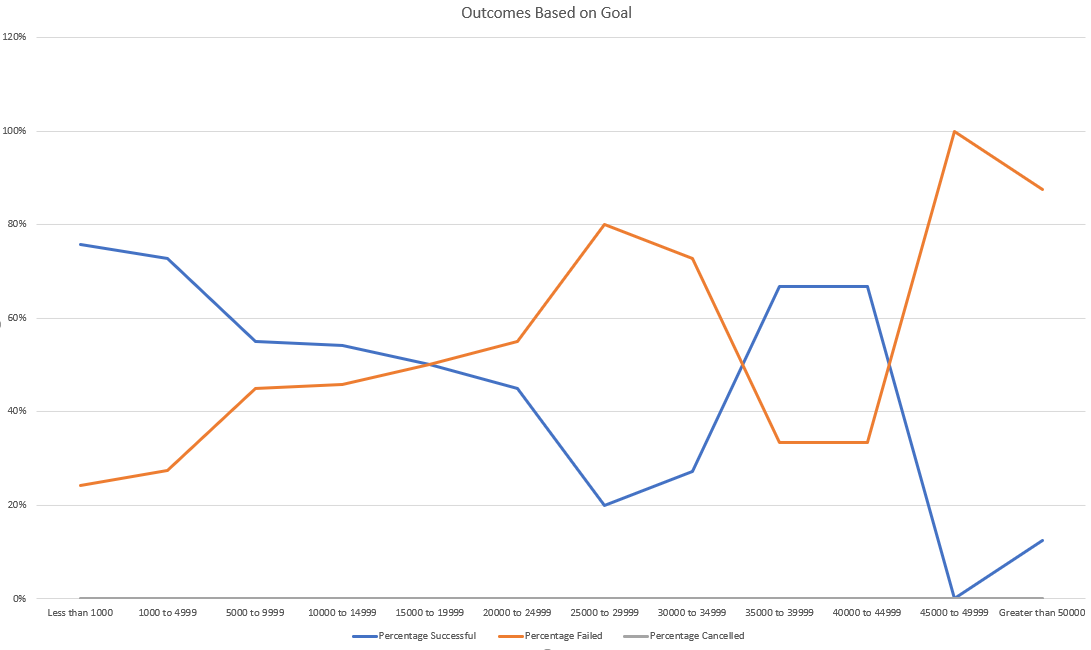 Outcomes Based on Goal
120%
100%
80%
60%
40%
20%
0%
Less than 1000 1000 to 4999 5000 to 9999 10000 to 14999 15000 to 19999 20000 to 24999 25000 to 29999 30000 to 34999 35000 to 39999 40000 to 44999 45000 to 49999 Greater than 50000
Percentage Successful Percentage Failed Percentage Cancelled